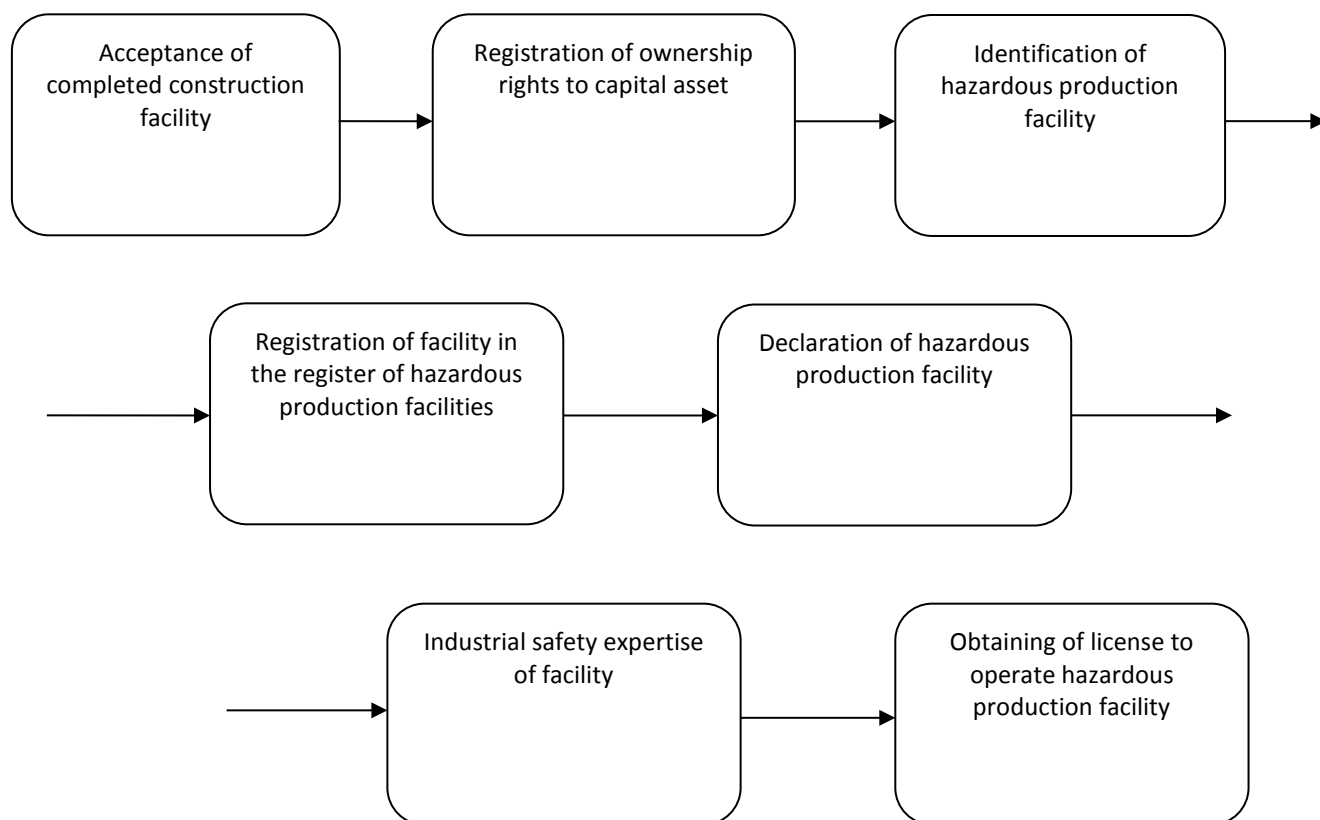 Acceptance of
completed construction
facility
Registration of ownership
rights to capital asset
Identification of
hazardous production
facility
Registration of facility in
the register of hazardous
production facilities
Declaration of hazardous
production facility
Industrial safety expertise
of facility
Obtaining of license to
operate hazardous
production facility